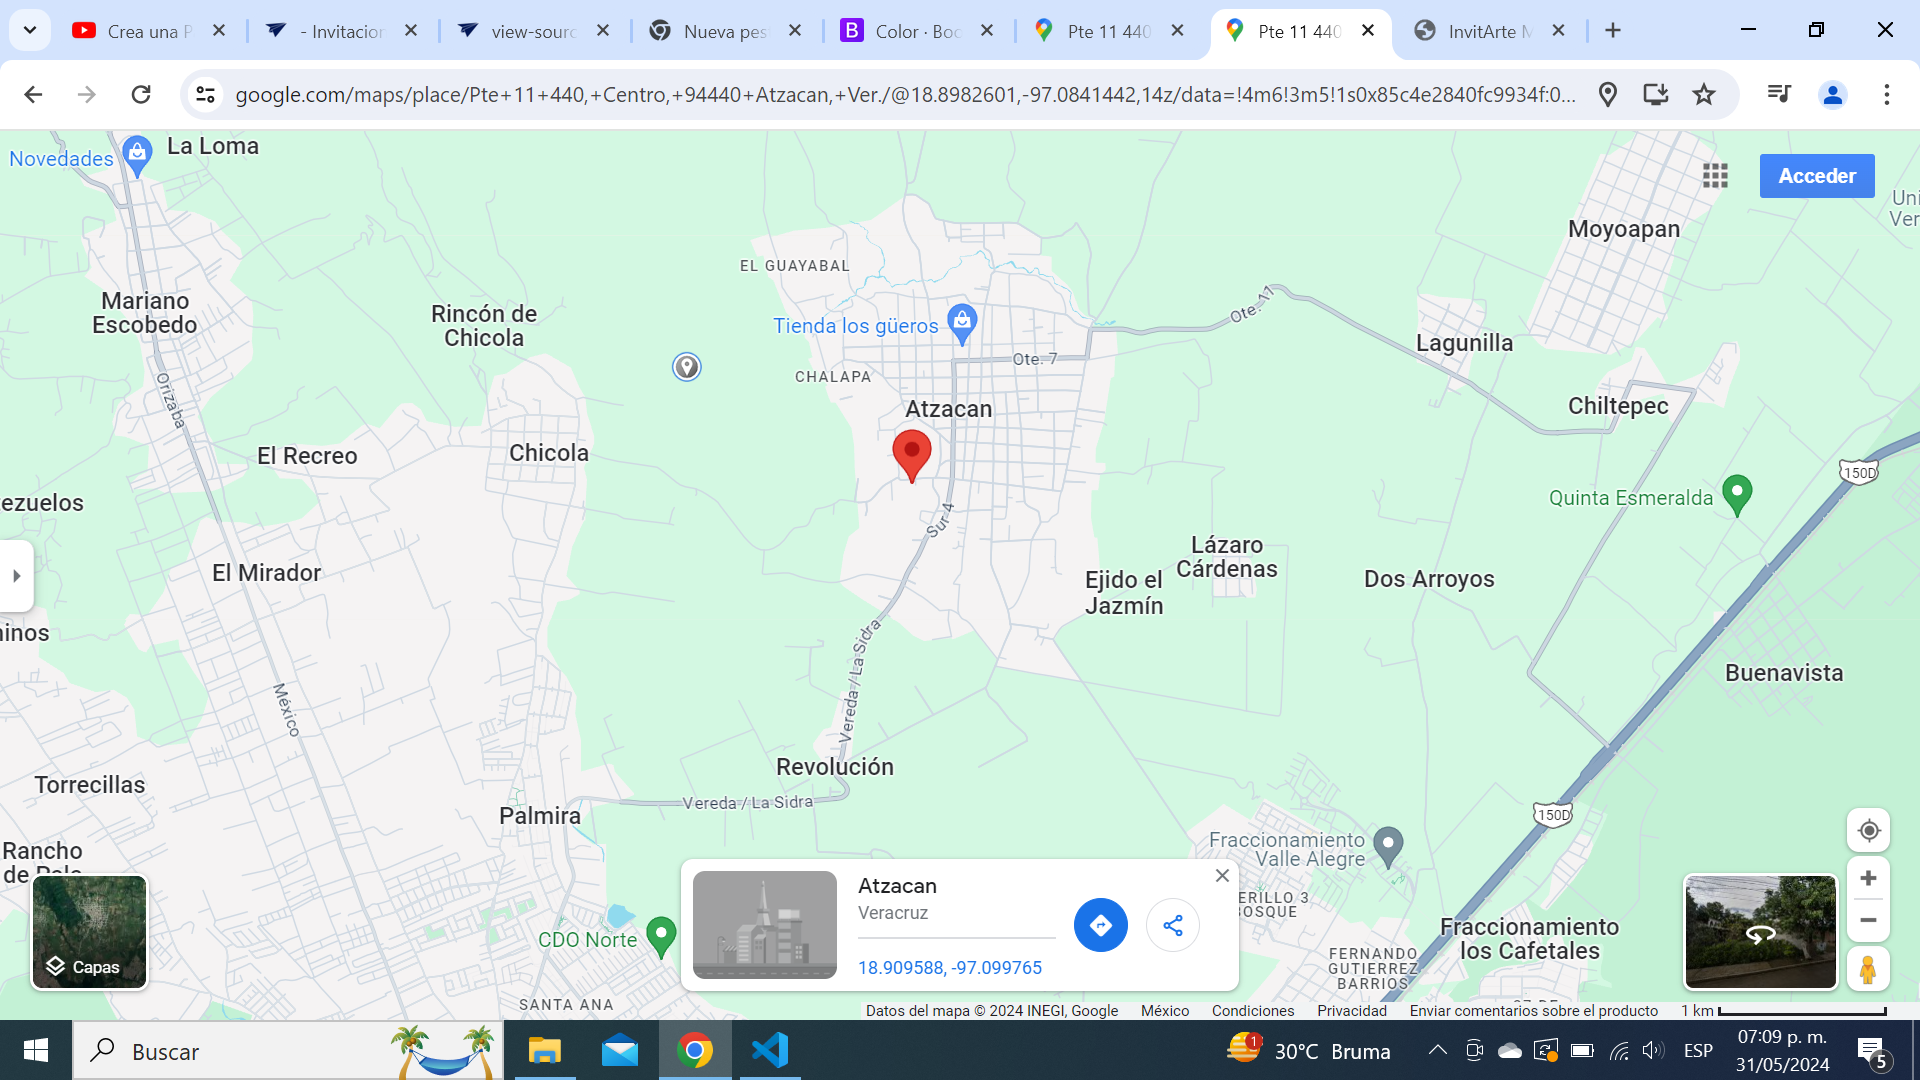 Crea una P
- Invitacion
view-sourc
Nueva pes
Color · Boo
Pte 11 440
Pte 11 440
InvitArte M
google.com/maps/place/Pte+11+440,+Centro,+94440+Atzacan,+Ver./@18.8982601,-97.0841442,14z/data=!4m6!3m5!1s0x85c4e2840fc9934f:0...
Novedades
La Loma
Acceder
Uni
Ver
Moyoapan
EL GUAYABAL
Mariano
Escobedo
Rincón de
Chicola
Ote. 11
Tienda los güeros
Ote. 7
Lagunilla
CHALAPA
Orizaba
Atzacan
Chiltepec
El Recreo
Chicola
150D
ezuelos
Quinta Esmeralda
Sur 4
Lázaro
Cárdenas
El Mirador
Ejido el
Jazmín
Dos Arroyos
inos
Vereda / La Sidra
Buenavista
México
Revolución
Torrecillas
Vereda / La Sidra
Palmira
150D
Rancho
de Pala
Fraccionamiento
Valle Alegre
Atzacan
Veracruz
18.909588, -97.099765
ERILLO 3
BOSQUE
CDO Norte
Fraccionamiento
los Cafetales
FERNANDO
GUTIERREZ
BARRIOS
Capas
SANTA ANA
Datos del mapa © 2024 INEGI, Google
México
Condiciones
Privacidad
Enviar comentarios sobre el producto
1 km
Buscar
1
30°C Bruma
ESP
07:09 p. m.
31/05/2024
5